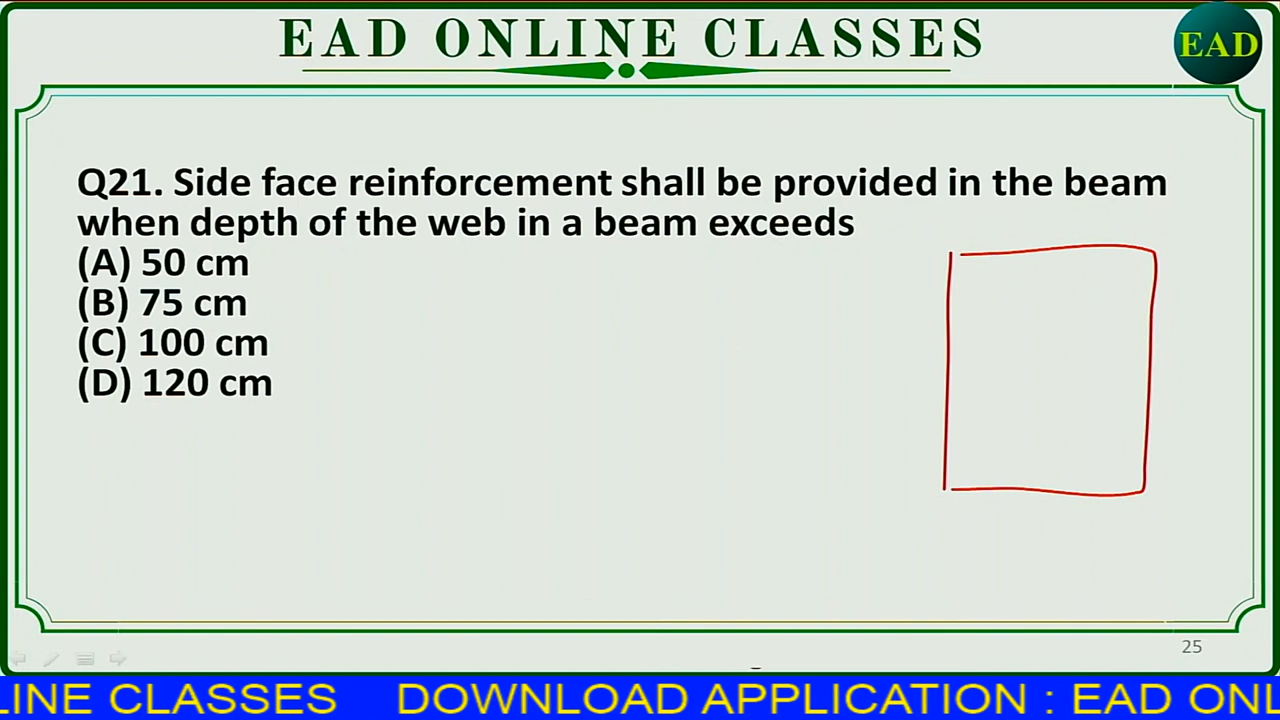 EAD ONLINE CLASSES
EAD
Q21. Side face reinforcement shall be provided in the beam
when depth of the web in a beam exceeds
(A) 50 cm
(B) 75 cm
(C) 100 cm
(D) 120 cm
25
LINE CLASSES DOWNLOAD APPLICATION : EAD ONL